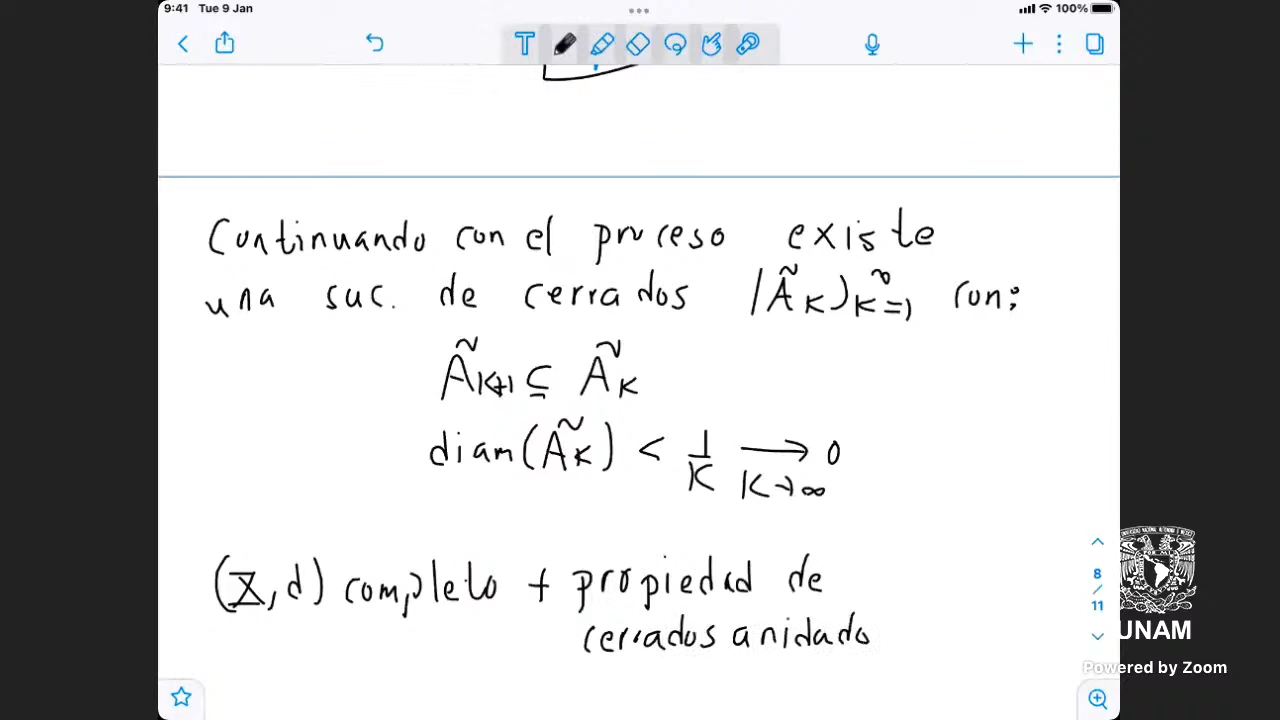 9:41 Tue 9 Jan
100%
T
Continuando con el proceso existe
una suc. de cerrados (Ã_K)_{K=1}^∞ con:
Ã_{K+1} ⊆ Ã_K
diam(Ã_K) < 1/K ⟶_{K→∞} 0
(X, d) completo + propiedad de
cerrados anidado
8
/
11
UNAM
Powered by Zoom